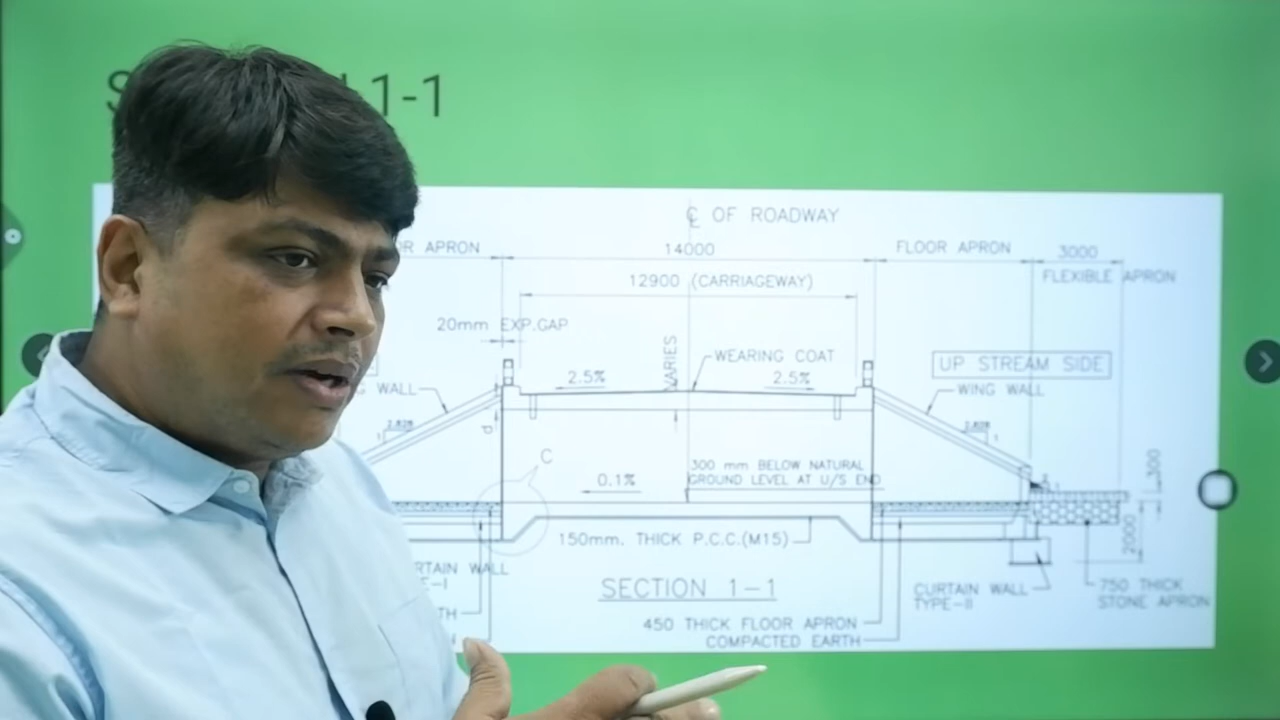 1-1
℄ OF ROADWAY
14000
APRON
FLOOR APRON
3000
FLEXIBLE APRON
12900 (CARRIAGEWAY)
20mm EXP.GAP
VARIES
WEARING COAT
UP STREAM SIDE
2.5%
2.5%
WALL
WING WALL
d
C
0.1%
300 mm BELOW NATURAL
GROUND LEVEL AT U/S END
300
2000
150mm. THICK P.C.C.(M15)
WALL
SECTION 1-1
CURTAIN WALL
TYPE-II
750 THICK
STONE APRON
450 THICK FLOOR APRON
COMPACTED EARTH